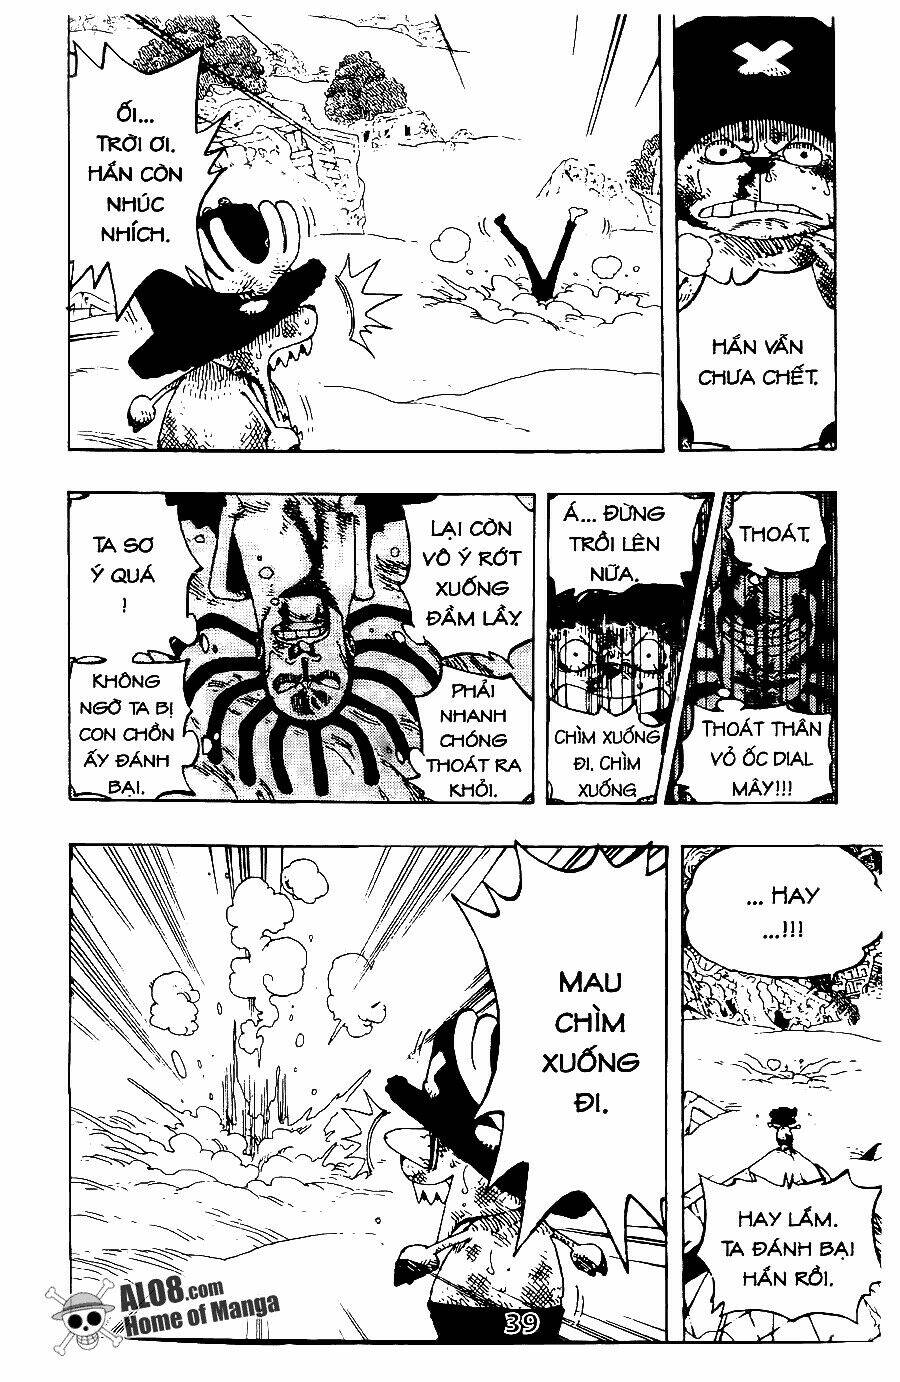 ỐI...
TRỜI ƠI.
HẮN CÒN
NHÚC
NHÍCH.
HẮN VẪN
CHƯA CHẾT.
TA SƠ
Ý QUÁ
!
KHÔNG
NGỜ TA BỊ
CON CHỒN
ẤY ĐÁNH
BẠI.
LẠI CÒN
VÔ Ý RỚT
XUỐNG
ĐẦM LẦY.
PHẢI
NHANH
CHÓNG
THOÁT RA
KHỎI.
Á... ĐỪNG
TRỒI LÊN
NỮA.
CHÌM XUỐNG
ĐI. CHÌM
XUỐNG
THOÁT.
THOÁT THÂN
VỎ ỐC DIAL
MÂY!!!
MAU
CHÌM
XUỐNG
ĐI.
... HAY
...!!!
HAY LẮM.
TA ĐÁNH BẠI
HẮN RỒI.
AL08.com
Home of Manga
39